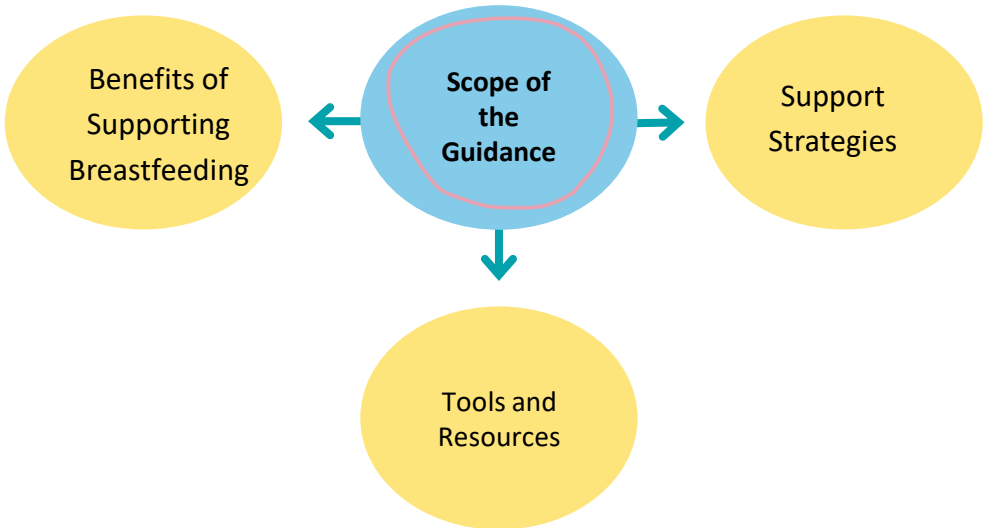 Benefits of
Supporting
Breastfeeding
Scope of
the
Guidance
Support
Strategies
Tools and
Resources